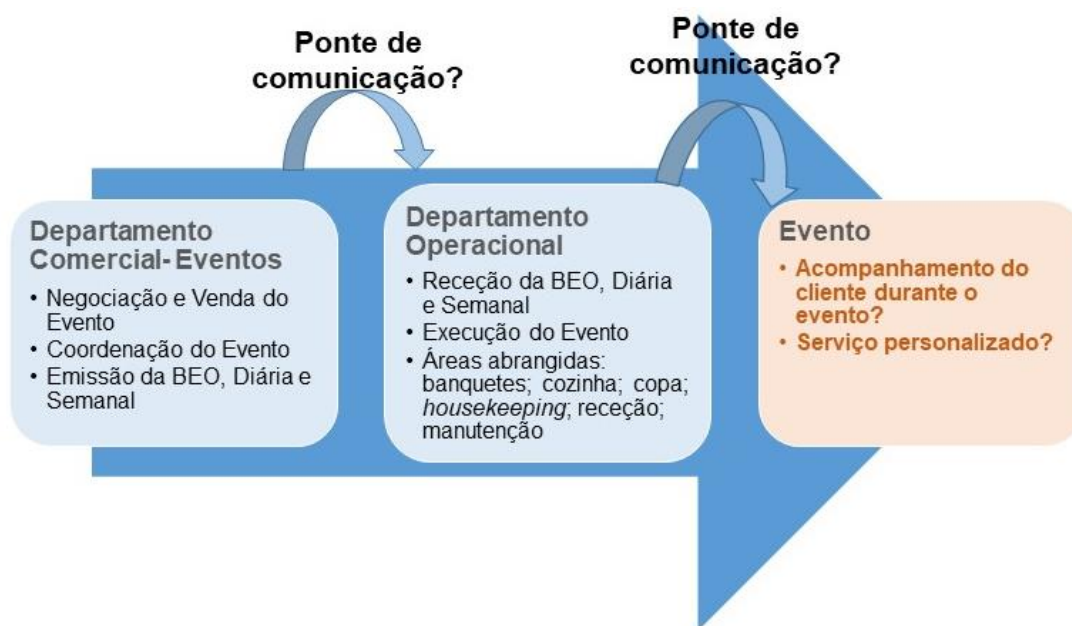 Ponte de
comunicação?
Ponte de
comunicação?
Departamento
Comercial-Eventos
• Negociação e Venda do
Evento
• Coordenação do Evento
• Emissão da BEO, Diária e
Semanal
Departamento
Operacional
• Receção da BEO, Diária
e Semanal
• Execução do Evento
• Áreas abrangidas:
banquetes; cozinha; copa;
housekeeping; receção;
manutenção
Evento
• Acompanhamento do
cliente durante o
evento?
• Serviço personalizado?